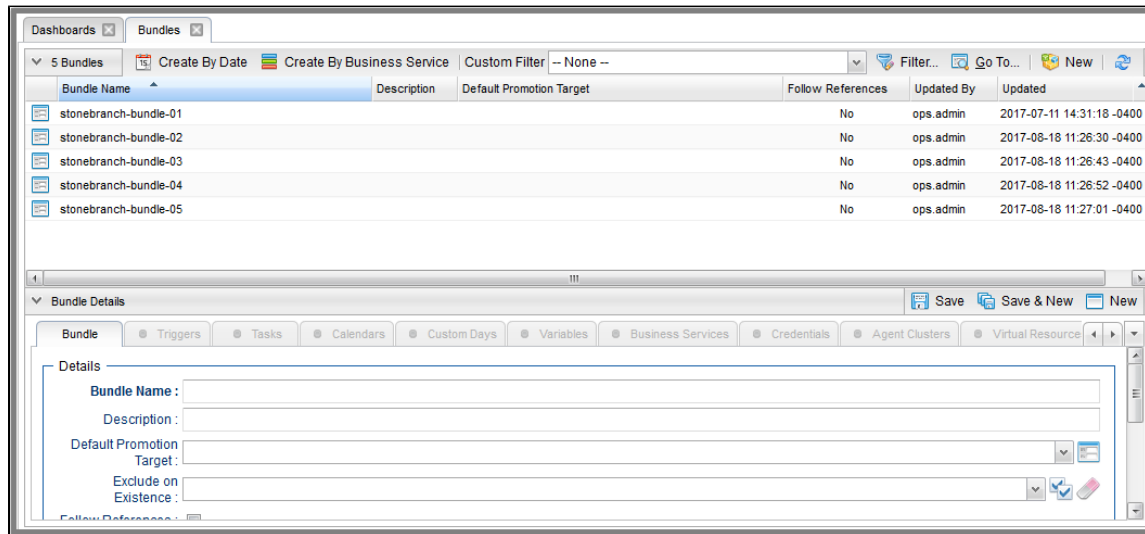 Dashboards Bundles
5 Bundles 15 Create By Date Create By Business Service Custom Filter -- None -- Filter... Go To... New
Bundle Name Description Default Promotion Target Follow References Updated By Updated
stonebranch-bundle-01 No ops.admin 2017-07-11 14:31:18 -0400
stonebranch-bundle-02 No ops.admin 2017-08-18 11:26:30 -0400
stonebranch-bundle-03 No ops.admin 2017-08-18 11:26:43 -0400
stonebranch-bundle-04 No ops.admin 2017-08-18 11:26:52 -0400
stonebranch-bundle-05 No ops.admin 2017-08-18 11:27:01 -0400
Bundle Details Save Save & New New
Bundle Triggers Tasks Calendars Custom Days Variables Business Services Credentials Agent Clusters Virtual Resource
Details
Bundle Name :
Description :
Default Promotion
Target :
Exclude on
Existence :
Follow References :